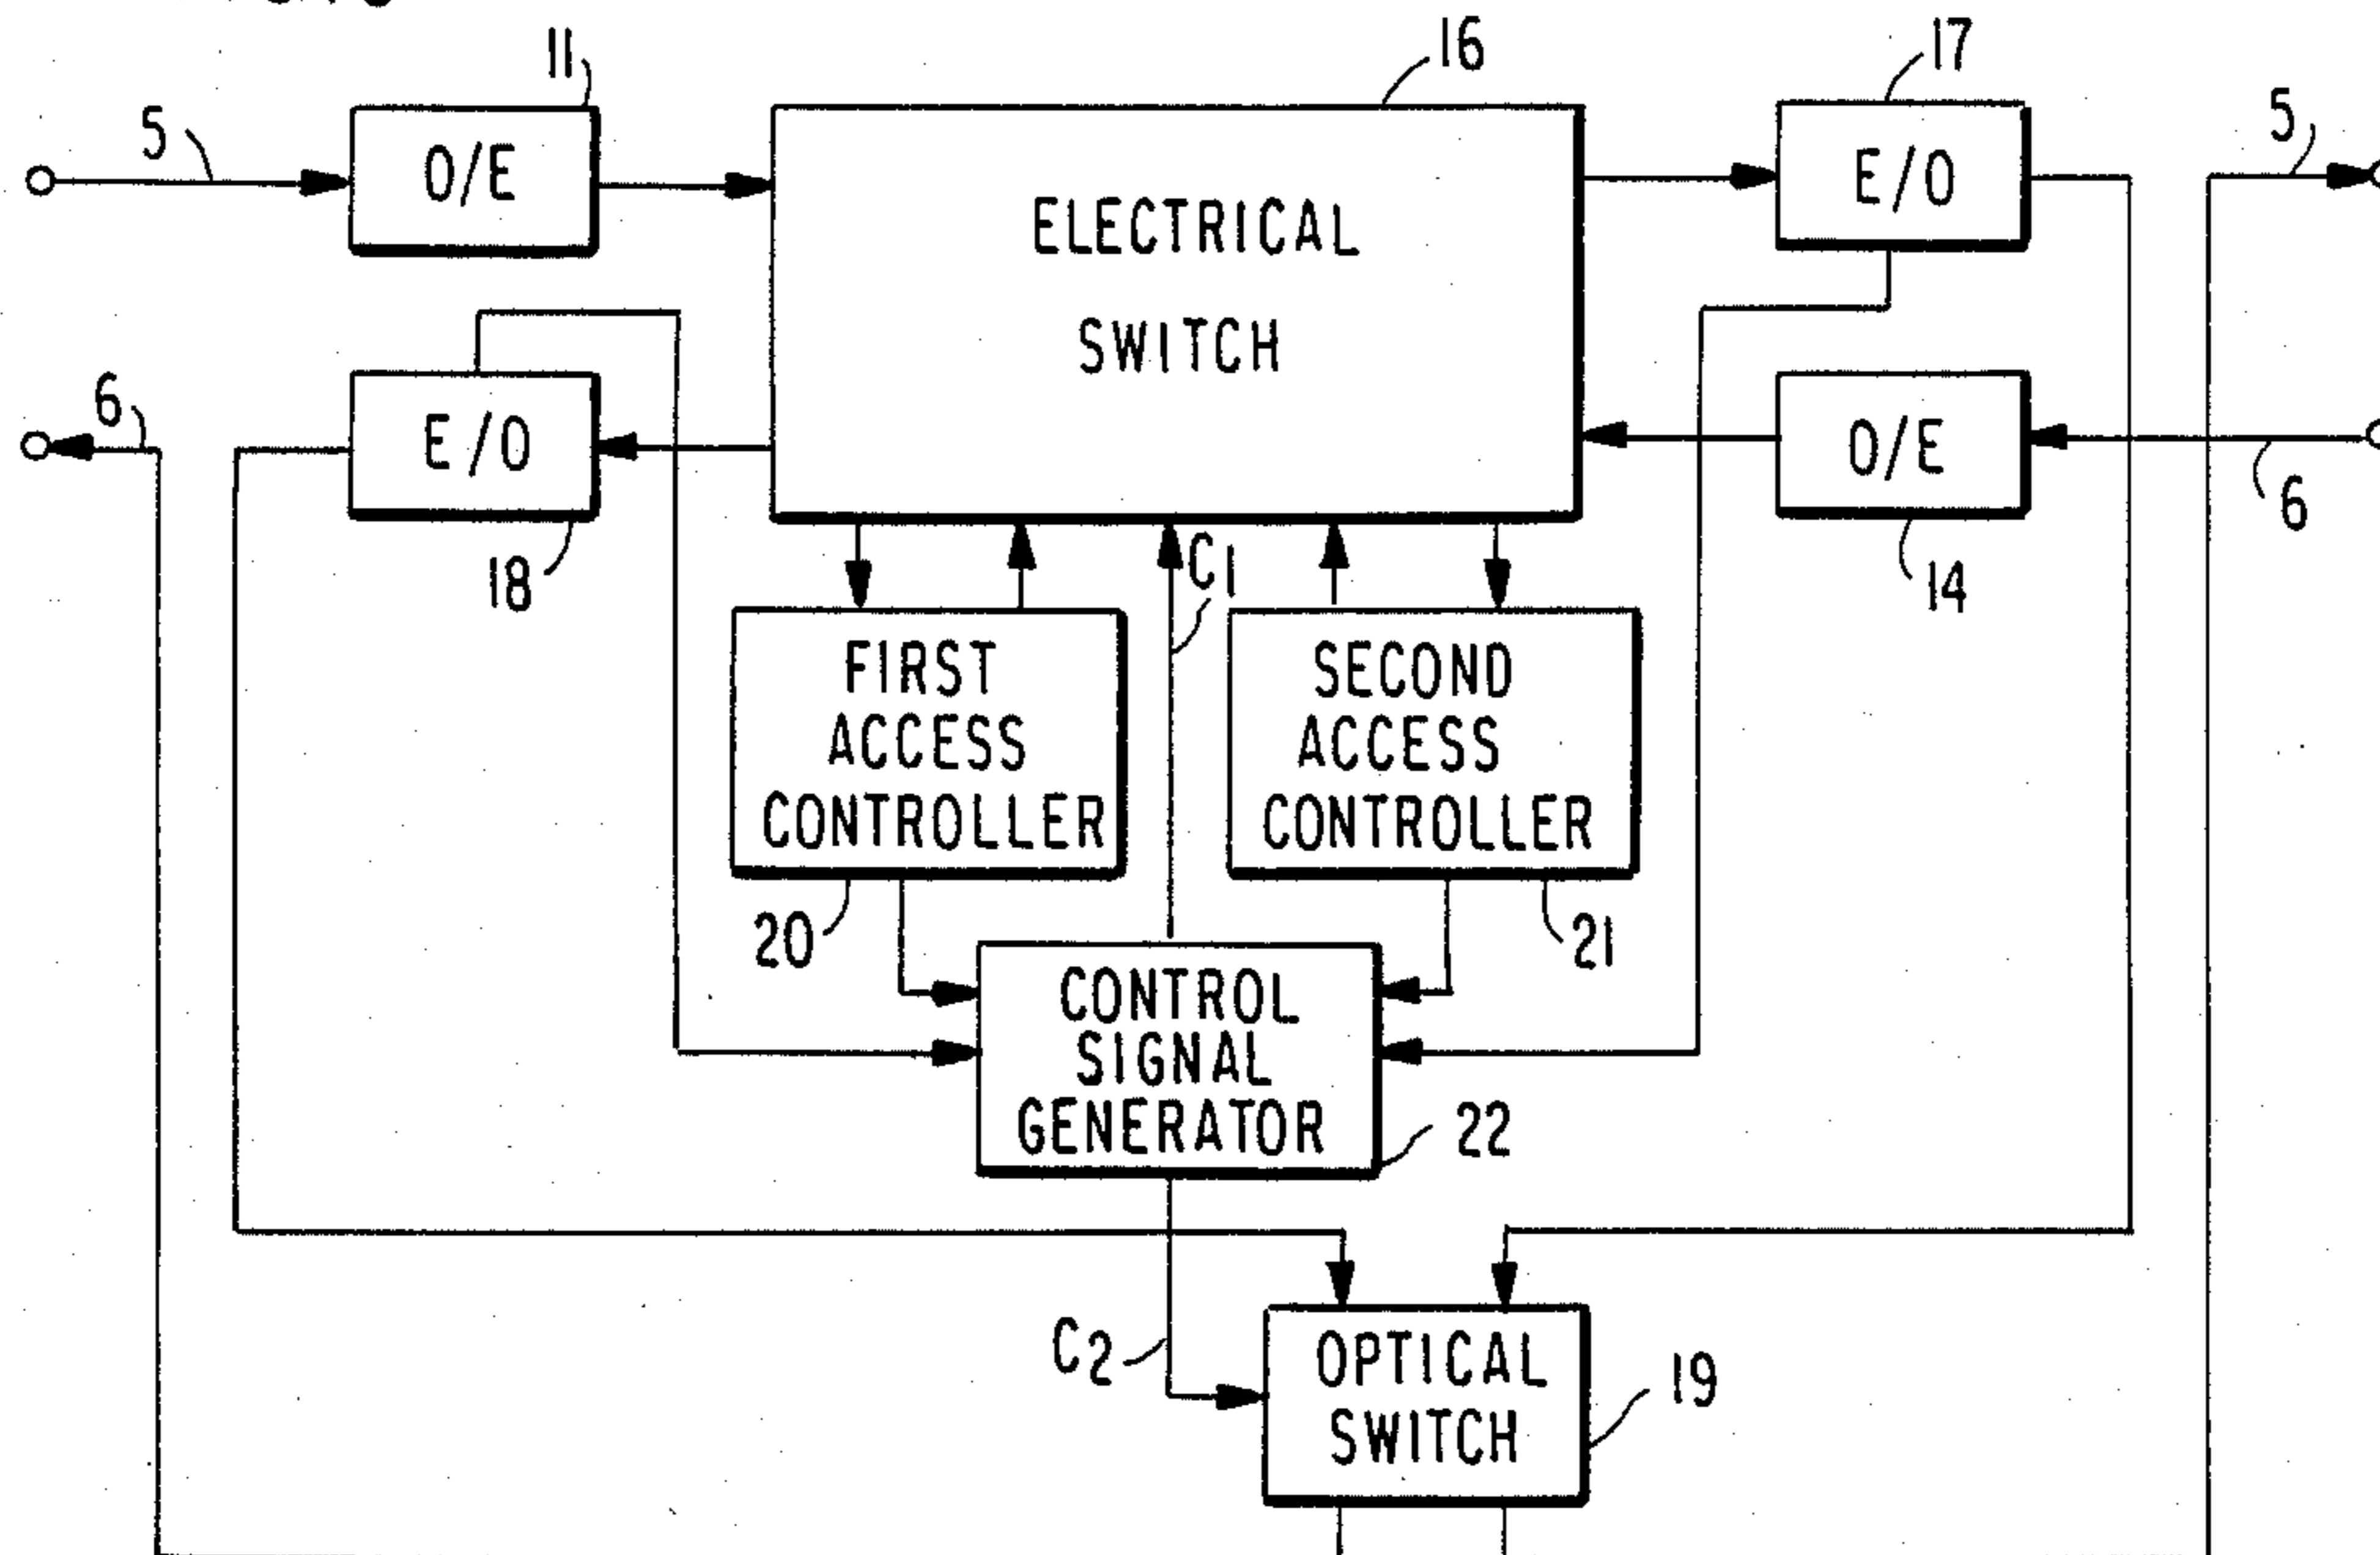 11
16
17
5
O/E
E/O
5
ELECTRICAL
SWITCH
6
E/O
O/E
6
18
C1
14
FIRST
ACCESS
CONTROLLER
SECOND
ACCESS
CONTROLLER
20
21
CONTROL
SIGNAL
GENERATOR
22
C2
OPTICAL
SWITCH
19